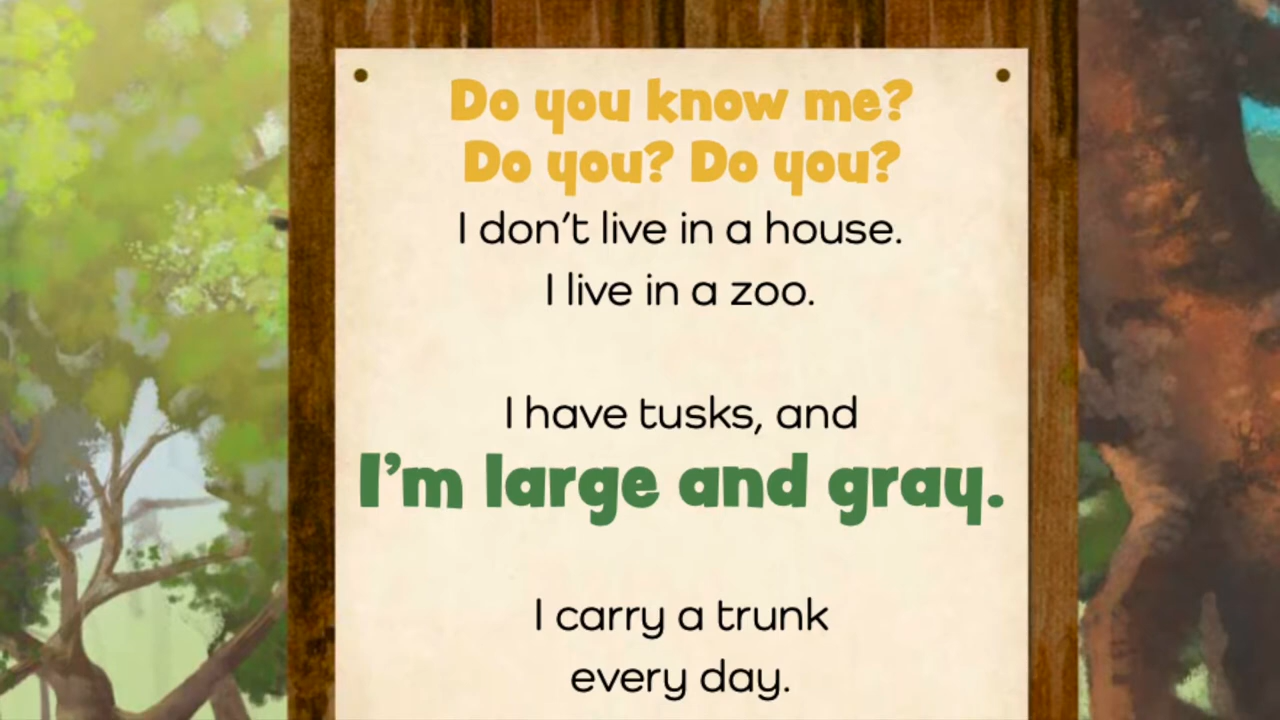 Do you know me?
Do you? Do you?
I don't live in a house.
I live in a zoo.
I have tusks, and
I'm large and gray.
I carry a trunk
every day.